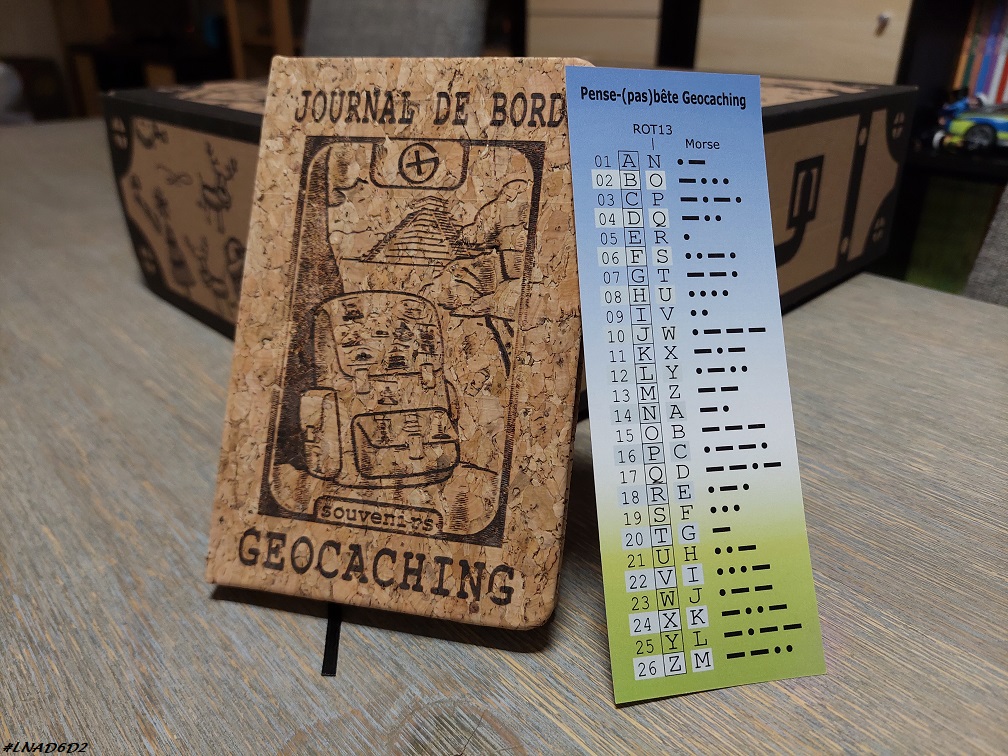 JOURNAL DE BORD
souvenirs
GEOCACHING
Pense-(pas)bête Geocaching
ROT13
Morse
01 A N •—
02 B O —•••
03 C P —•—•
04 D Q —••
05 E R •
06 F S ••—•
07 G T ——•
08 H U ••••
09 I V ••
10 J W •———
11 K X —•—
12 L Y •—••
13 M Z ——
14 N A —•
15 O B ———
16 P C •——•
17 Q D ——•—
18 R E •—•
19 S F •••
20 T G —
21 U H ••—
22 V I •••—
23 W J •——
24 X K —••—
25 Y L —•——
26 Z M ——••
#LNAD6D2